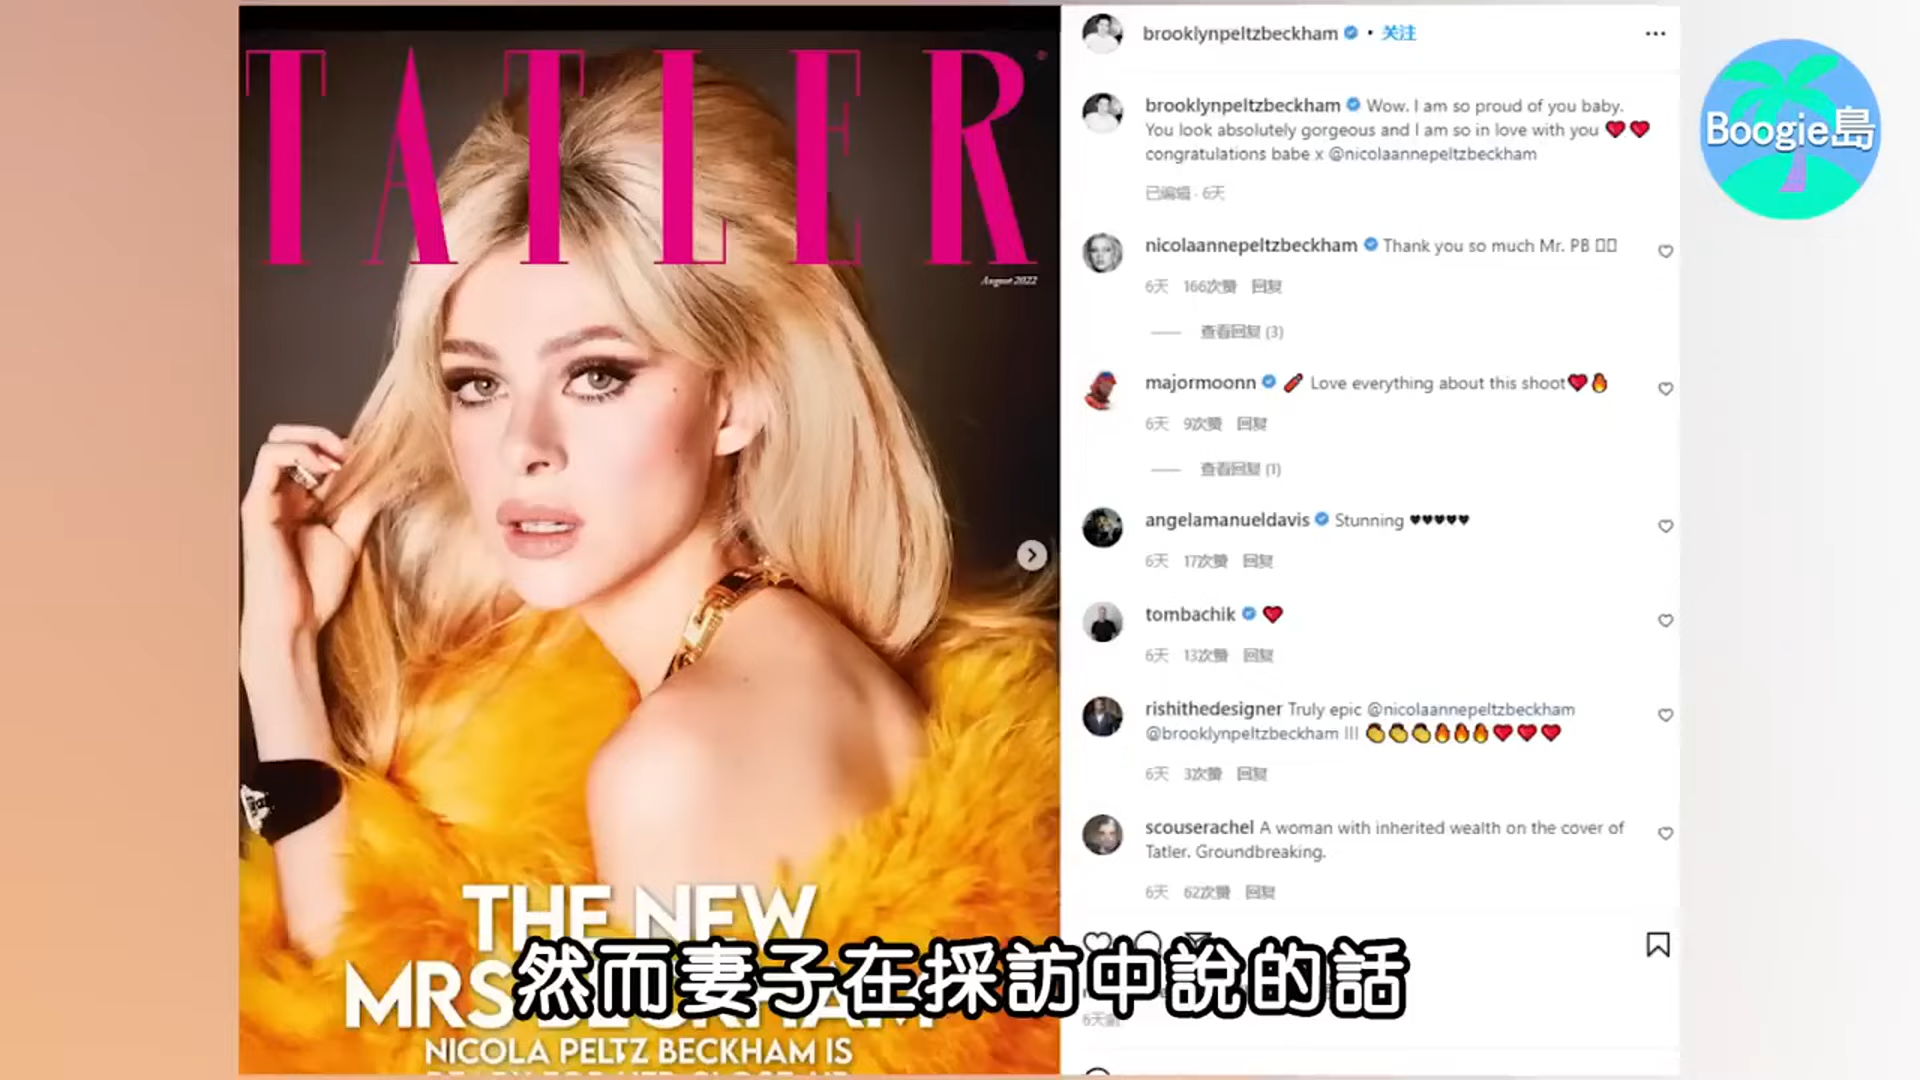 TATLER
August 2022
THE NEW
NICOLA PELTZ BECKHAM IS
brooklynpeltzbeckham • 关注
brooklynpeltzbeckham Wow. I am so proud of you baby.
You look absolutely gorgeous and I am so in love with you ❤❤
congratulations babe x @nicolaannepeltzbeckham
已编辑 · 6天
nicolaannepeltzbeckham Thank you so much Mr. PB
6天 166次赞 回复
查看回复 (3)
majormoonn 🧨 Love everything about this shoot❤🔥
6天 9次赞 回复
查看回复 (1)
angelamanueldavis Stunning ♥♥♥♥♥
6天 17次赞 回复
tombachik ❤
6天 13次赞 回复
rishithedesigner Truly epic @nicolaannepeltzbeckham
@brooklynpeltzbeckham !!! 👏👏👏🔥🔥🔥❤❤❤
6天 3次赞 回复
scouserachel A woman with inherited wealth on the cover of
Tatler. Groundbreaking.
6天 62次赞 回复
Boogie島
然而妻子在採訪中說的話